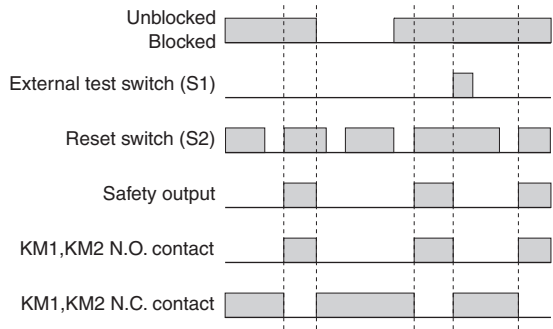 Unblocked
Blocked
External test switch (S1)
Reset switch (S2)
Safety output
KM1,KM2 N.O. contact
KM1,KM2 N.C. contact